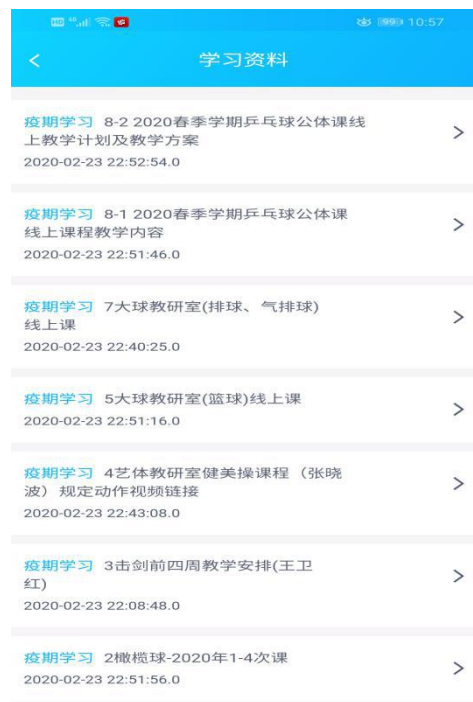 HD 4G 99 10:57
学习资料
疫期学习 8-2 2020春季学期乒乓球公体课线
上教学计划及教学方案
2020-02-23 22:52:54.0
疫期学习 8-1 2020春季学期乒乓球公体课
线上课程教学内容
2020-02-23 22:51:46.0
疫期学习 7大球教研室(排球、气排球)
线上课
2020-02-23 22:40:25.0
疫期学习 5大球教研室(篮球)线上课
2020-02-23 22:51:16.0
疫期学习 4艺体教研室健美操课程（张晓
波）规定动作视频链接
2020-02-23 22:43:08.0
疫期学习 3击剑前四周教学安排(王卫
红)
2020-02-23 22:08:48.0
疫期学习 2橄榄球-2020年1-4次课
2020-02-23 22:51:56.0